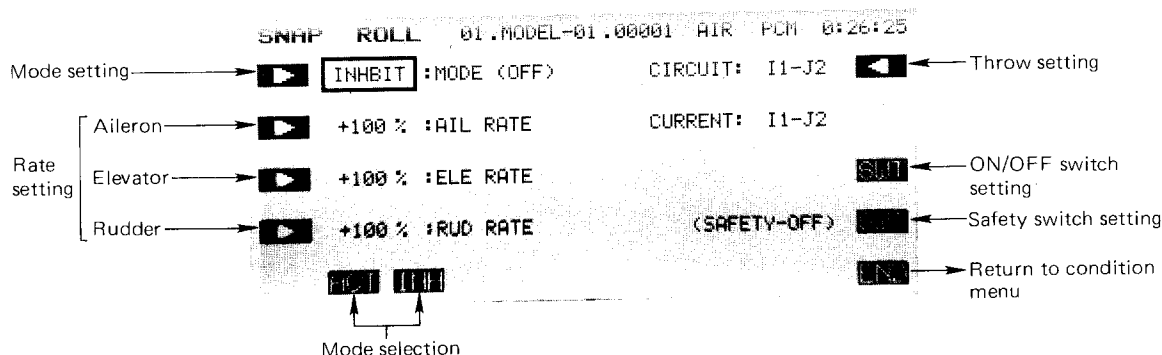 SNAP ROLL 01.MODEL-01.00001 AIR PCM 0:26:25
Mode setting INHBIT :MODE (OFF) CIRCUIT: I1-J2 Throw setting
Aileron +100 % :AIL RATE CURRENT: I1-J2
Rate setting
Elevator +100 % :ELE RATE ON/OFF switch setting
Rudder +100 % :RUD RATE (SAFETY-OFF) Safety switch setting
ACT INH Return to condition menu
Mode selection